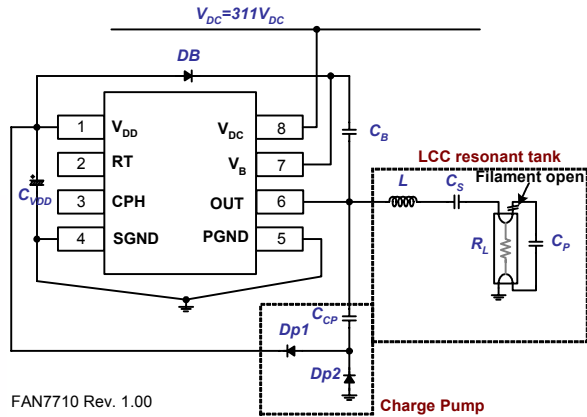 VDC=311VDC
DB
1 VDD
2 RT
3 CPH
4 SGND
VDC 8
VB 7
OUT 6
PGND 5
CVDD
CB
LCC resonant tank
L
CS
Filament open
RL
CP
CCP
Dp1
Dp2
Charge Pump
FAN7710 Rev. 1.00